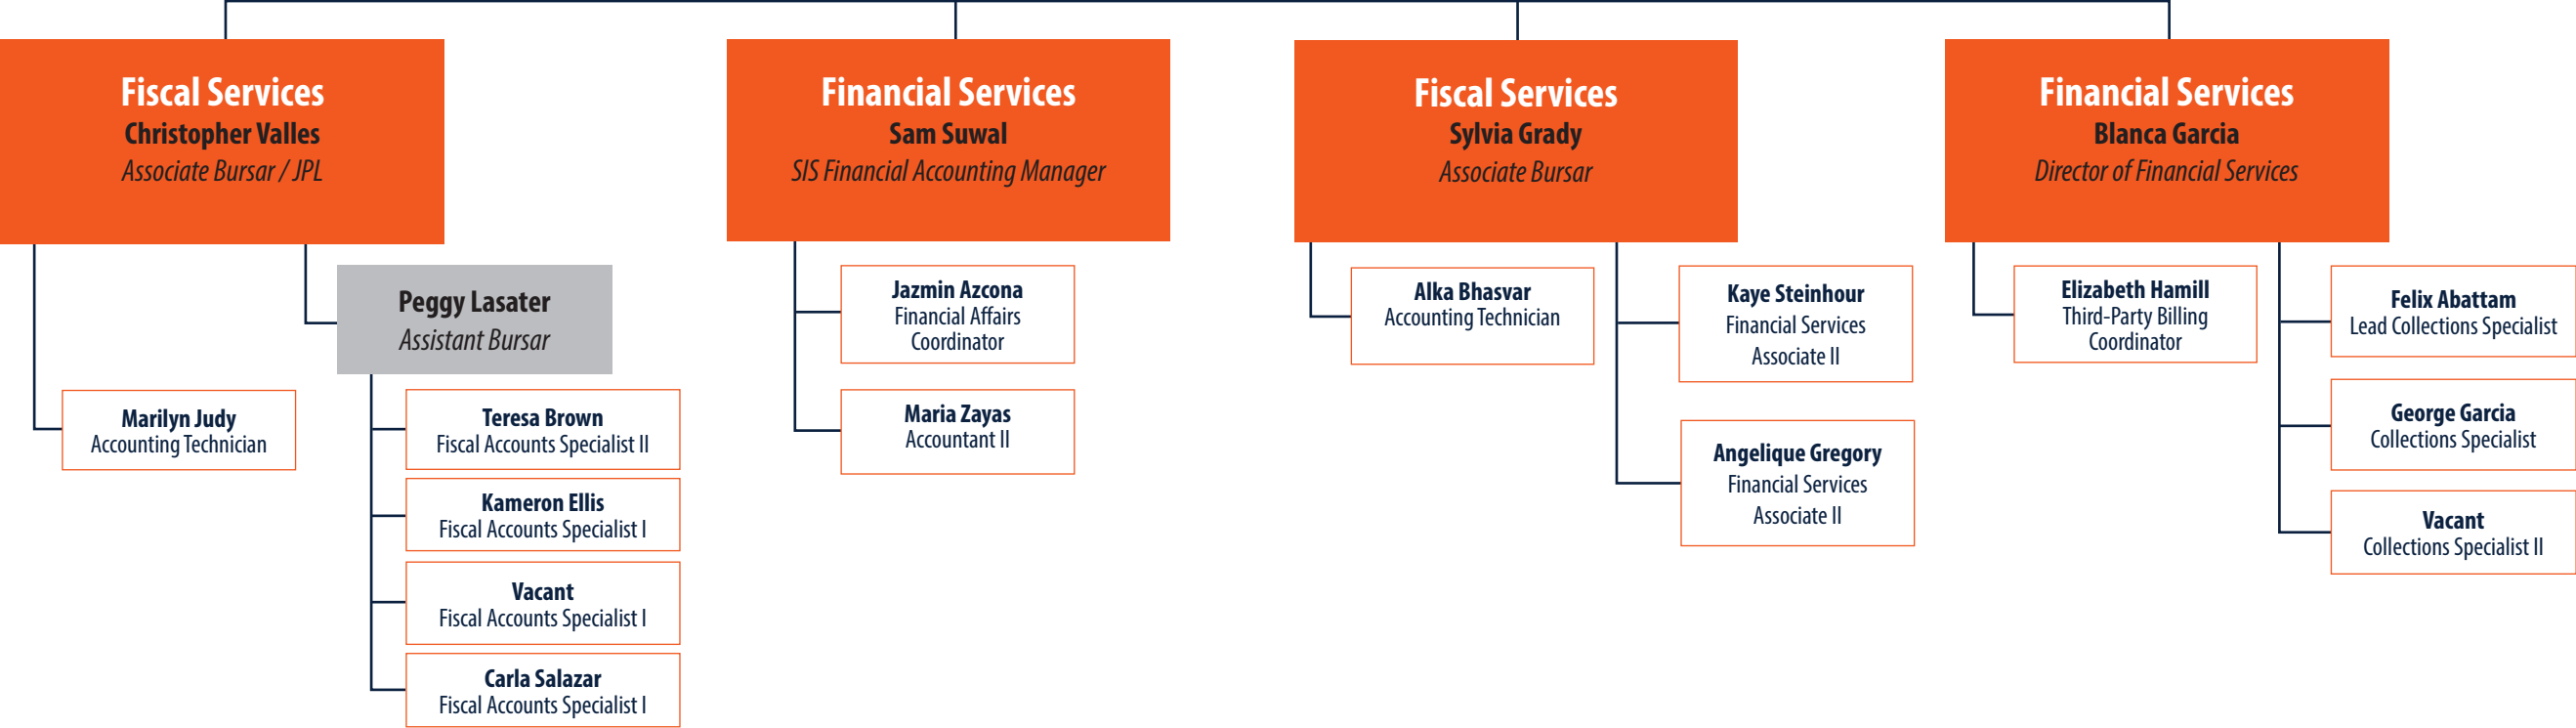 Fiscal Services
Christopher Valles
Associate Bursar / JPL
Marilyn Judy
Accounting Technician
Peggy Lasater
Assistant Bursar
Teresa Brown
Fiscal Accounts Specialist II
Kameron Ellis
Fiscal Accounts Specialist I
Vacant
Fiscal Accounts Specialist I
Carla Salazar
Fiscal Accounts Specialist I
Financial Services
Sam Suwal
SIS Financial Accounting Manager
Jazmin Azcona
Financial Affairs
Coordinator
Maria Zayas
Accountant II
Fiscal Services
Sylvia Grady
Associate Bursar
Alka Bhasvar
Accounting Technician
Kaye Steinhour
Financial Services
Associate II
Angelique Gregory
Financial Services
Associate II
Financial Services
Blanca Garcia
Director of Financial Services
Elizabeth Hamill
Third-Party Billing
Coordinator
Felix Abattam
Lead Collections Specialist
George Garcia
Collections Specialist
Vacant
Collections Specialist II